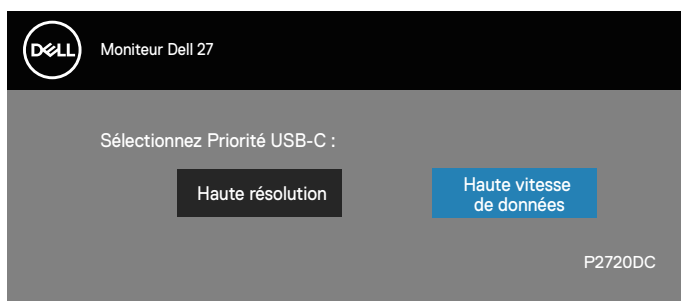 DELL
Moniteur Dell 27
Sélectionnez Priorité USB-C :
Haute résolution
Haute vitesse
de données
P2720DC